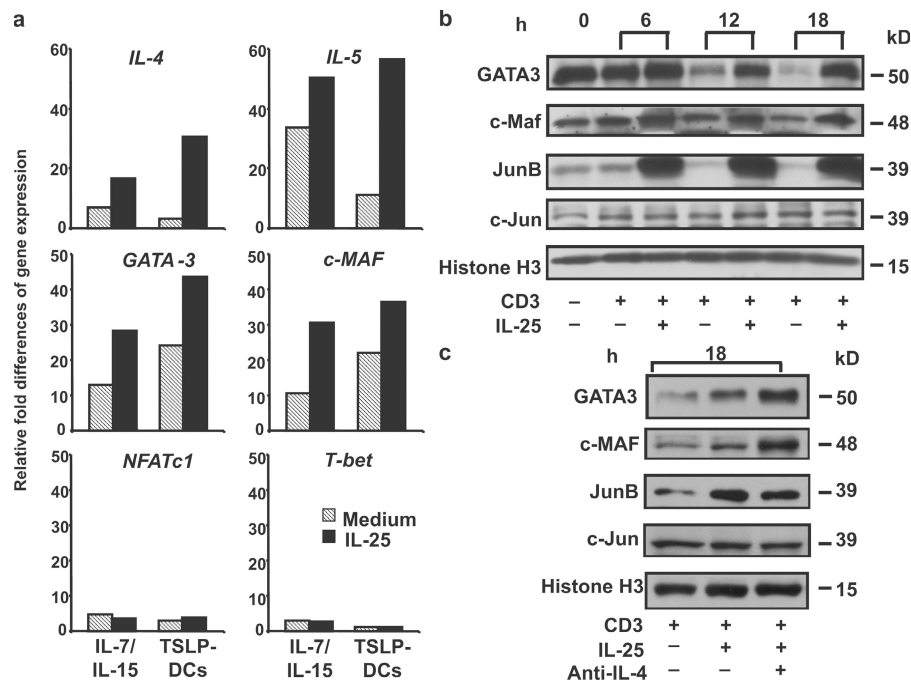 a
Relative fold differences of gene expression
IL-4
60
40
20
0
IL-5
60
40
20
0
GATA -3
50
40
30
20
10
0
c-MAF
50
40
30
20
10
0
NFATc1
50
40
30
20
10
0
T-bet
50
40
30
20
10
0
Medium
IL-25
IL-7/ TSLP- IL-7/ TSLP-
IL-15 DCs IL-15 DCs
b
h 0 6 12 18 kD
GATA3 50
c-Maf 48
JunB 39
c-Jun 39
Histone H3 15
CD3 – + + + + + +
IL-25 – – + – + – +
c
h 18 kD
GATA3 50
c-MAF 48
JunB 39
c-Jun 39
Histone H3 15
CD3 + + +
IL-25 – + +
Anti-IL-4 – – +